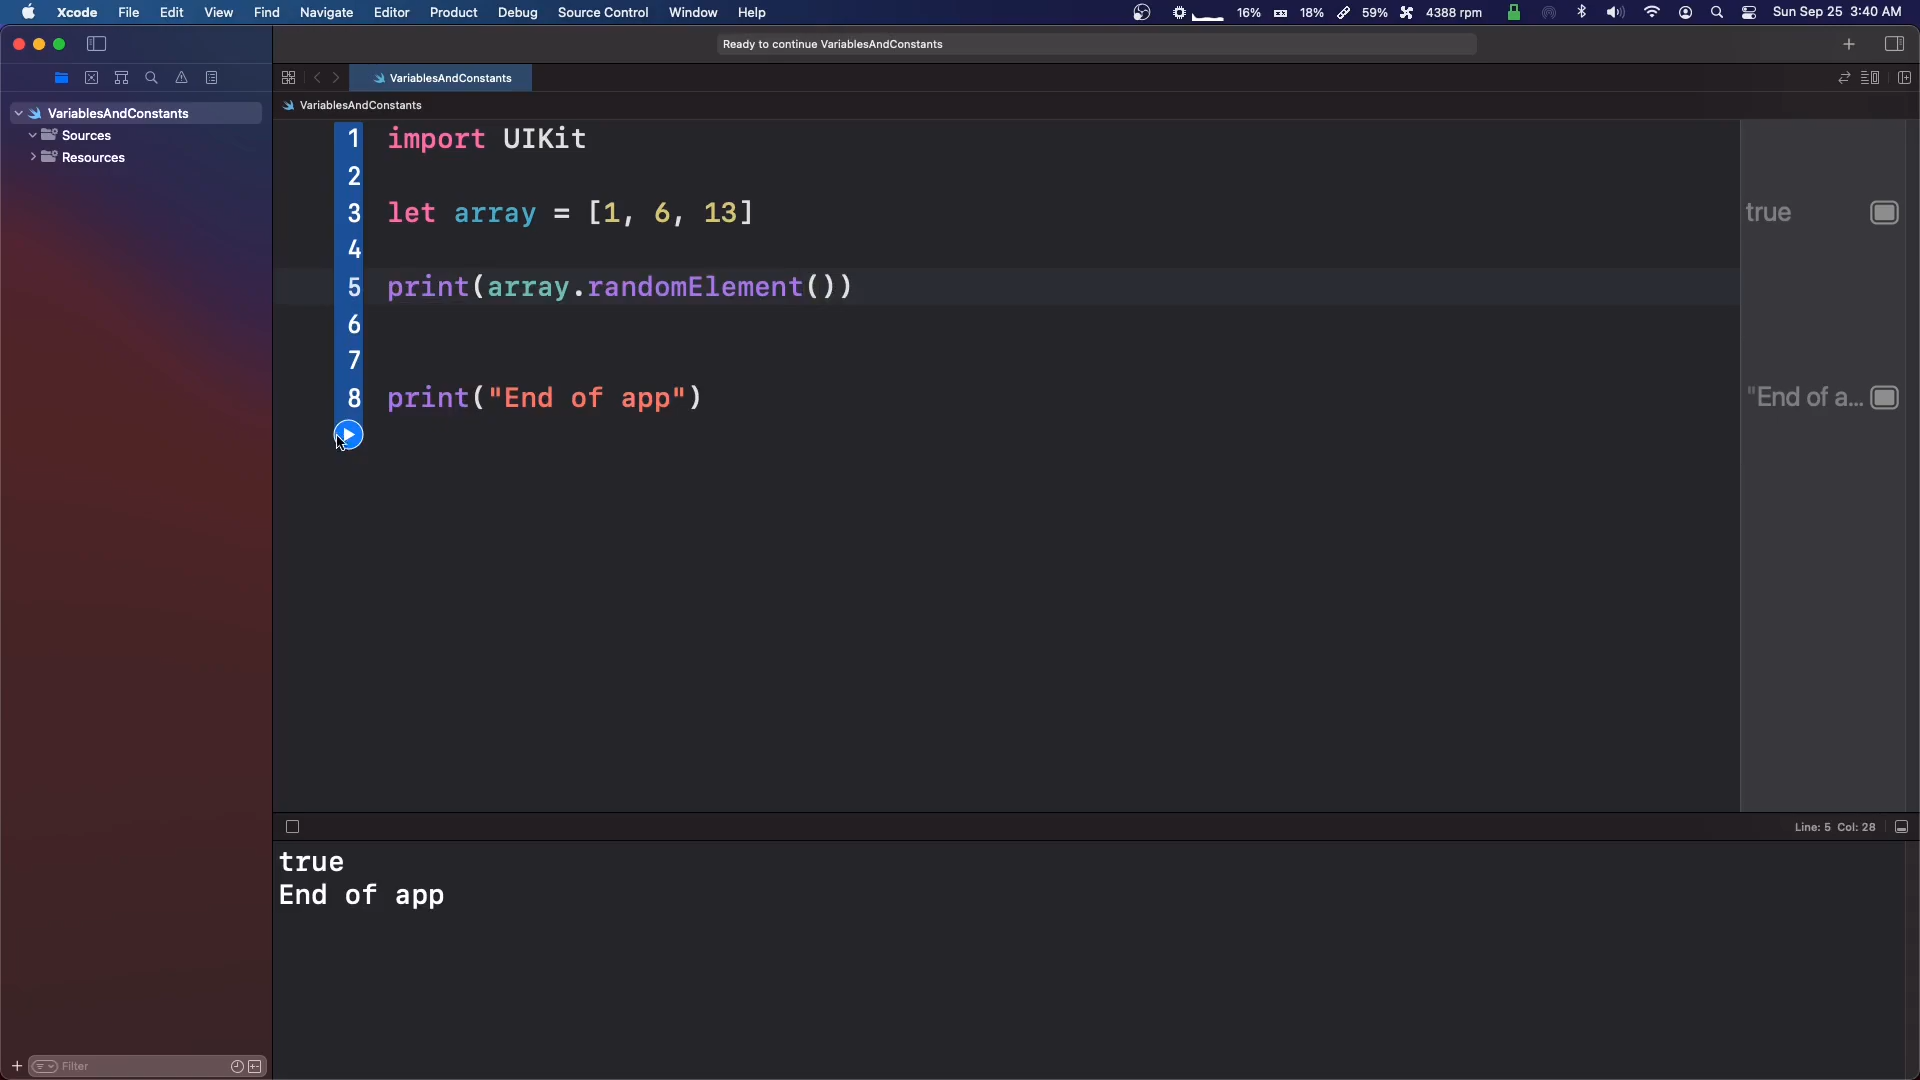 Xcode File Edit View Find Navigate Editor Product Debug Source Control Window Help 16% 18% 59% 4388 rpm Sun Sep 25 3:40 AM
Ready to continue VariablesAndConstants
VariablesAndConstants
VariablesAndConstants
VariablesAndConstants
Sources
Resources
1 import UIKit
2
3 let array = [1, 6, 13]
true
4
5 print(array.randomElement())
6
7
8 print("End of app")
"End of a...
Line: 5 Col: 28
true
End of app
Filter